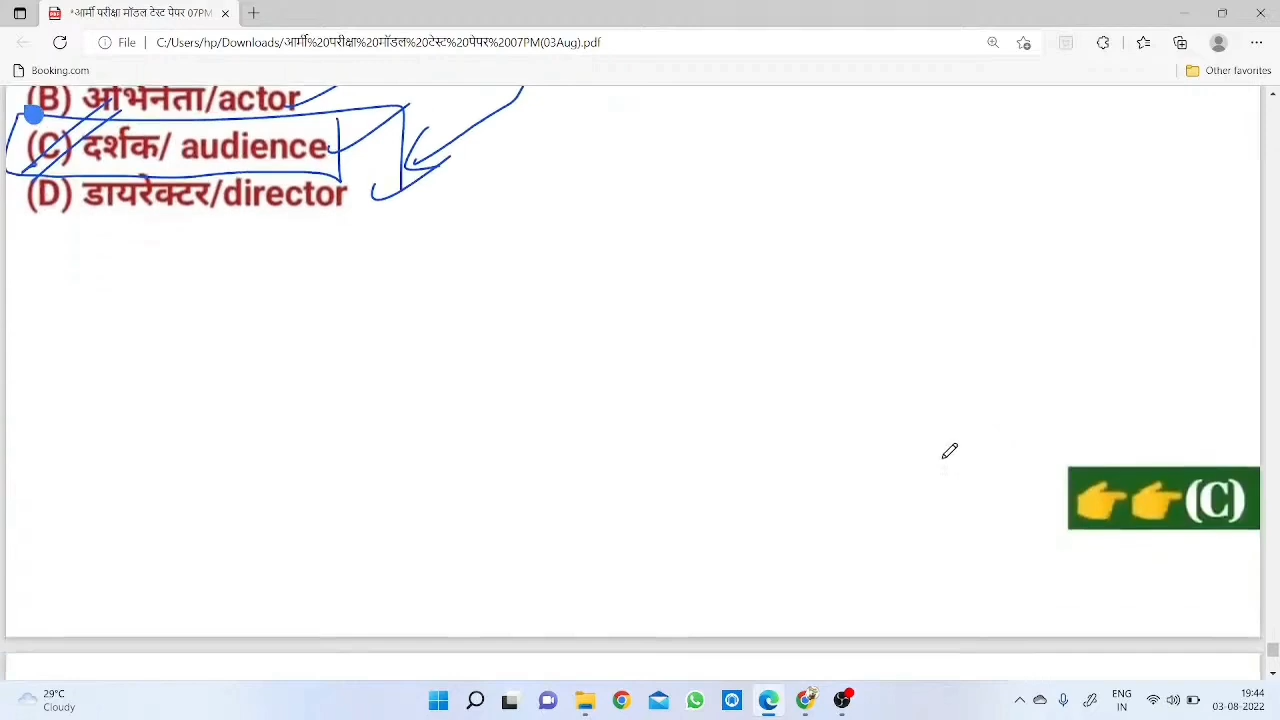 *आर्मी परीक्षा मॉडल टेस्ट पेपर 07PM
File
C:/Users/hp/Downloads/आर्मी%20परीक्षा%20मॉडल%20टेस्ट%20पेपर%2007PM(03Aug).pdf
Booking.com
Other favorites
(B) अभिनेता/actor
(C) दर्शक/ audience
(D) डायरेक्टर/director
(C)
29°C
Cloudy
ENG
IN
19:44
03-08-2022